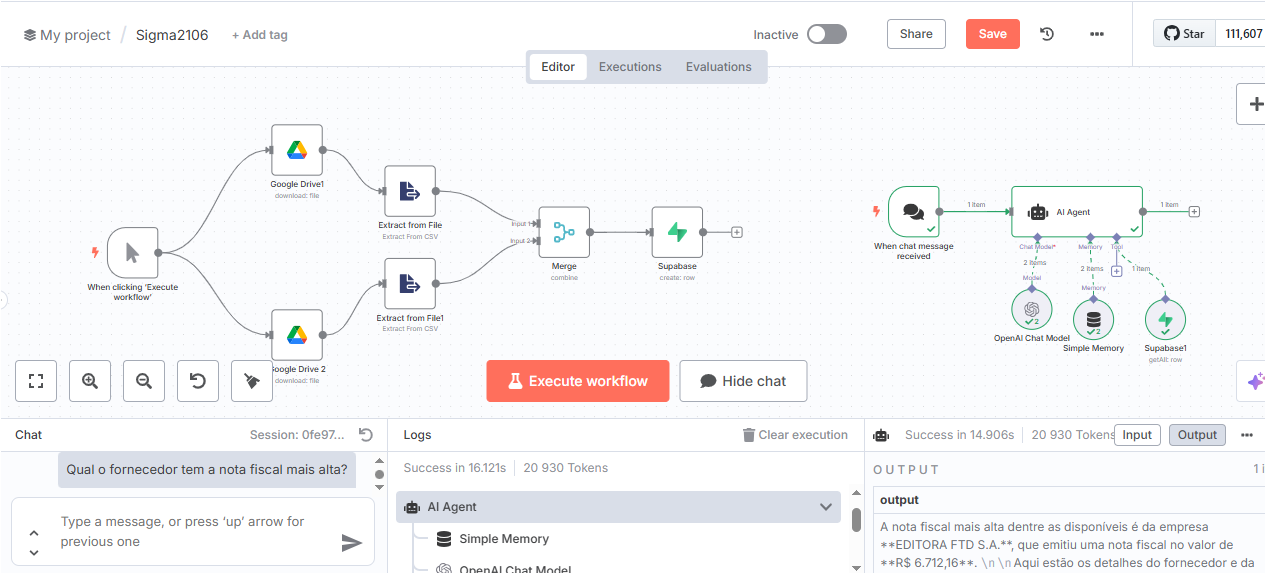 My project / Sigma2106 + Add tag
Inactive Share Save ••• Star 111,607
Editor Executions Evaluations
Google Drive1
download: file
Extract from File
Extract From CSV
When clicking ‘Execute
workflow’
Google Drive 2
download: file
Extract from File1
Extract From CSV
Input 1
Input 2
Merge
combine
Supabase
create: row
When chat message
received
1 item
AI Agent
1 item
Chat Model*
Memory
Tool
2 items
2 items
1 item
Model
Memory
2
OpenAI Chat Model
2
Simple Memory
Supabase1
getAll: row
Execute workflow
Hide chat
Chat
Session: 0fe97...
Qual o fornecedor tem a nota fiscal mais alta?
Type a message, or press ‘up’ arrow for
previous one
Logs
Clear execution
Success in 16.121s | 20 930 Tokens
AI Agent
Simple Memory
OpenAI Chat Model
Success in 14.906s | 20 930 Tokens
Input
Output
•••
OUTPUT
output
A nota fiscal mais alta dentre as disponíveis é da empresa
**EDITORA FTD S.A.**, que emitiu uma nota fiscal no valor de
**R$ 6.712,16**. \n\nAqui estão os detalhes do fornecedor e da